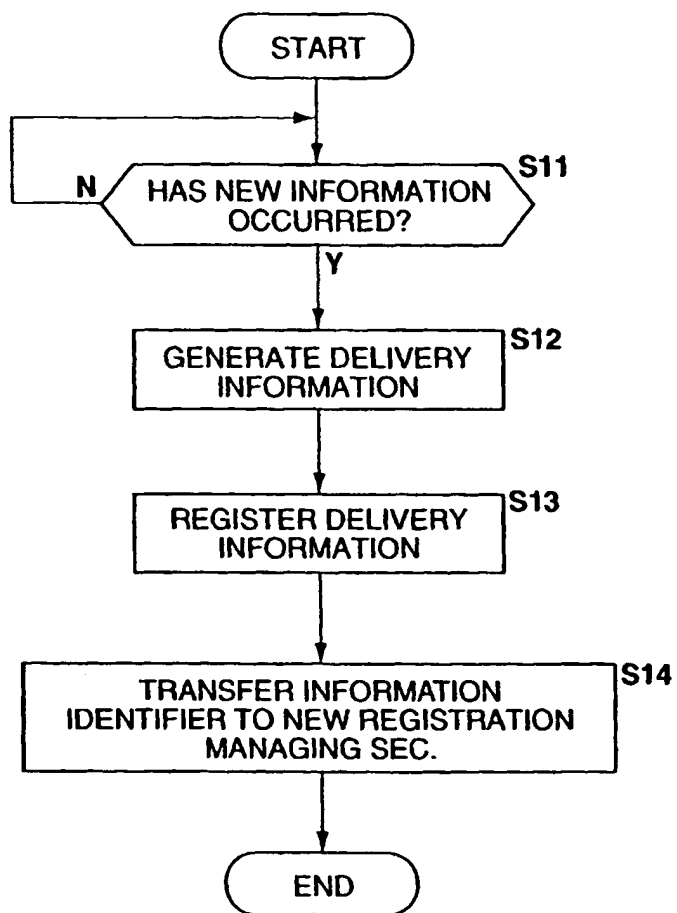 START
S11
N
HAS NEW INFORMATION
OCCURRED?
Y
S12
GENERATE DELIVERY
INFORMATION
S13
REGISTER DELIVERY
INFORMATION
S14
TRANSFER INFORMATION
IDENTIFIER TO NEW REGISTRATION
MANAGING SEC.
END